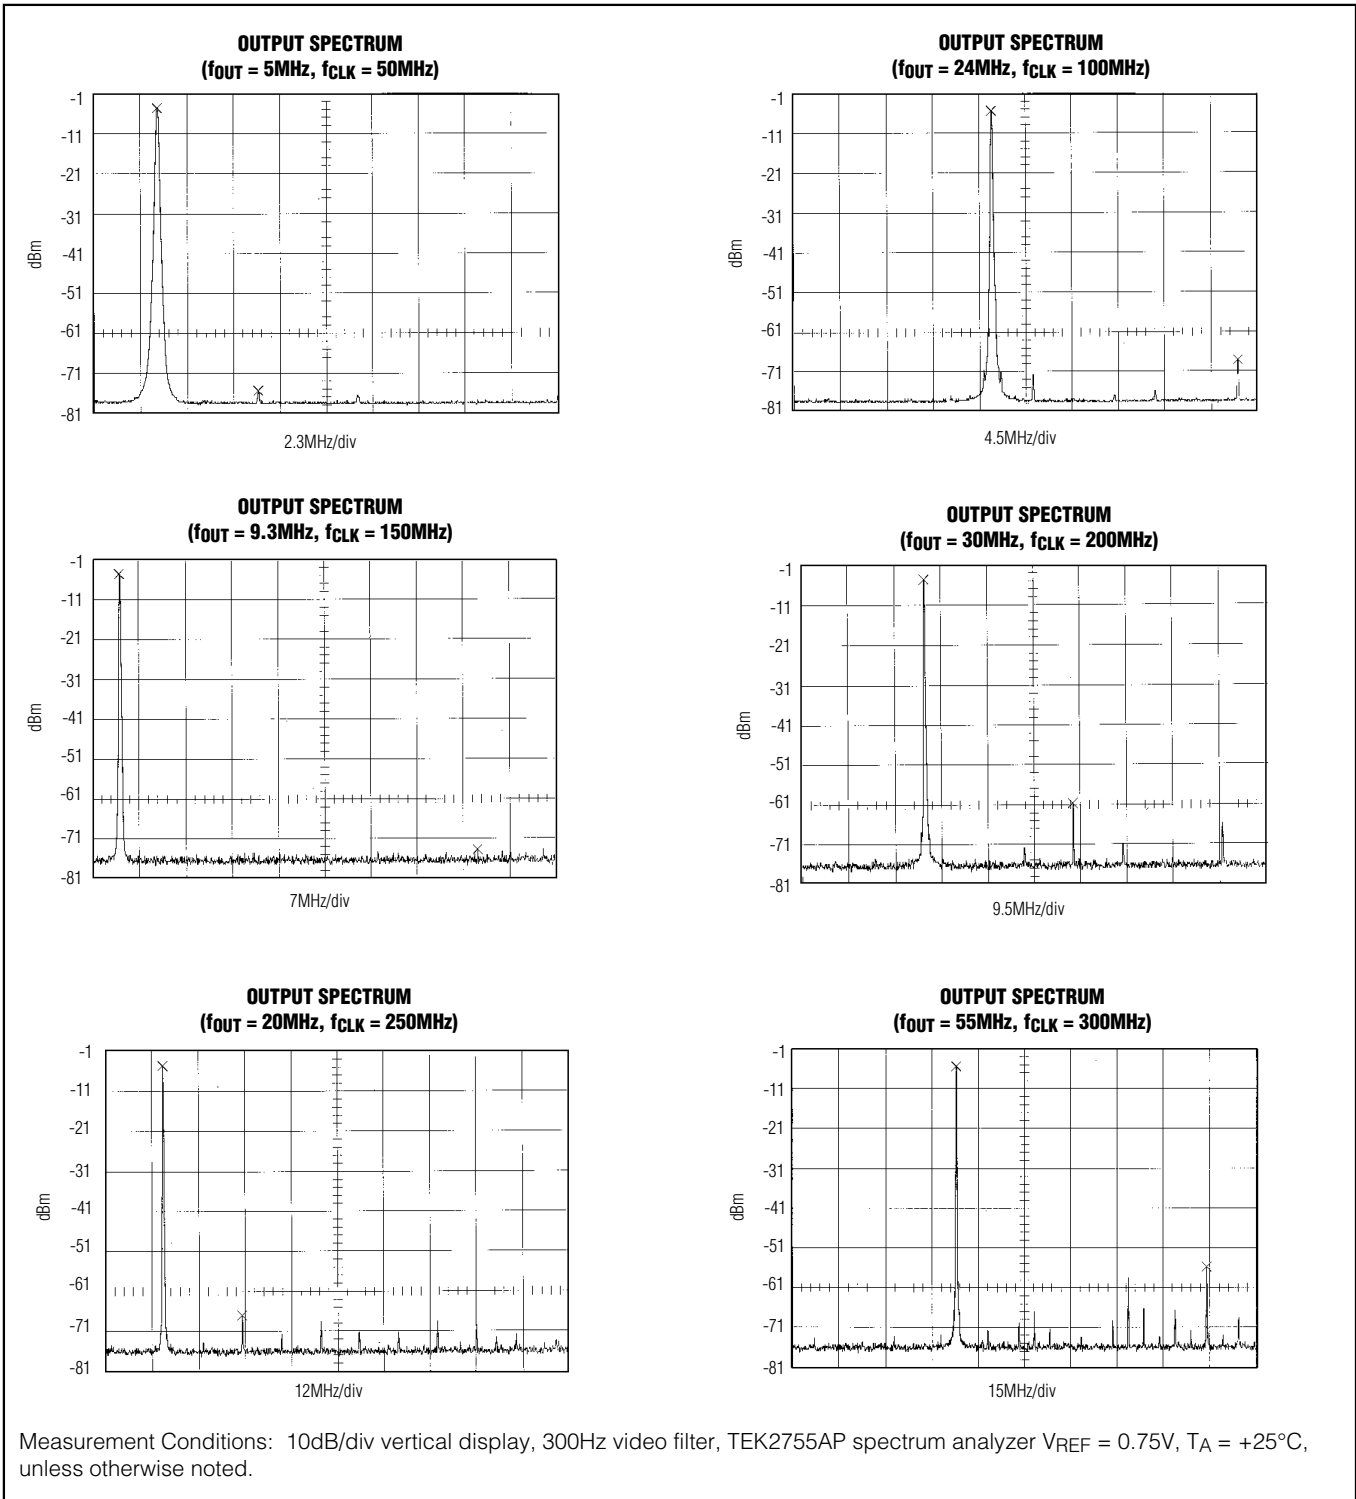 OUTPUT SPECTRUM
(fOUT = 5MHz, fCLK = 50MHz)
-1
-11
-21
-31
-41
-51
-61
-71
-81
dBm
2.3MHz/div
OUTPUT SPECTRUM
(fOUT = 24MHz, fCLK = 100MHz)
-1
-11
-21
-31
-41
-51
-61
-71
-81
dBm
4.5MHz/div
OUTPUT SPECTRUM
(fOUT = 9.3MHz, fCLK = 150MHz)
-1
-11
-21
-31
-41
-51
-61
-71
-81
dBm
7MHz/div
OUTPUT SPECTRUM
(fOUT = 30MHz, fCLK = 200MHz)
-1
-11
-21
-31
-41
-51
-61
-71
-81
dBm
9.5MHz/div
OUTPUT SPECTRUM
(fOUT = 20MHz, fCLK = 250MHz)
-1
-11
-21
-31
-41
-51
-61
-71
-81
dBm
12MHz/div
OUTPUT SPECTRUM
(fOUT = 55MHz, fCLK = 300MHz)
-1
-11
-21
-31
-41
-51
-61
-71
-81
dBm
15MHz/div
Measurement Conditions: 10dB/div vertical display, 300Hz video filter, TEK2755AP spectrum analyzer VREF = 0.75V, TA = +25°C,
unless otherwise noted.